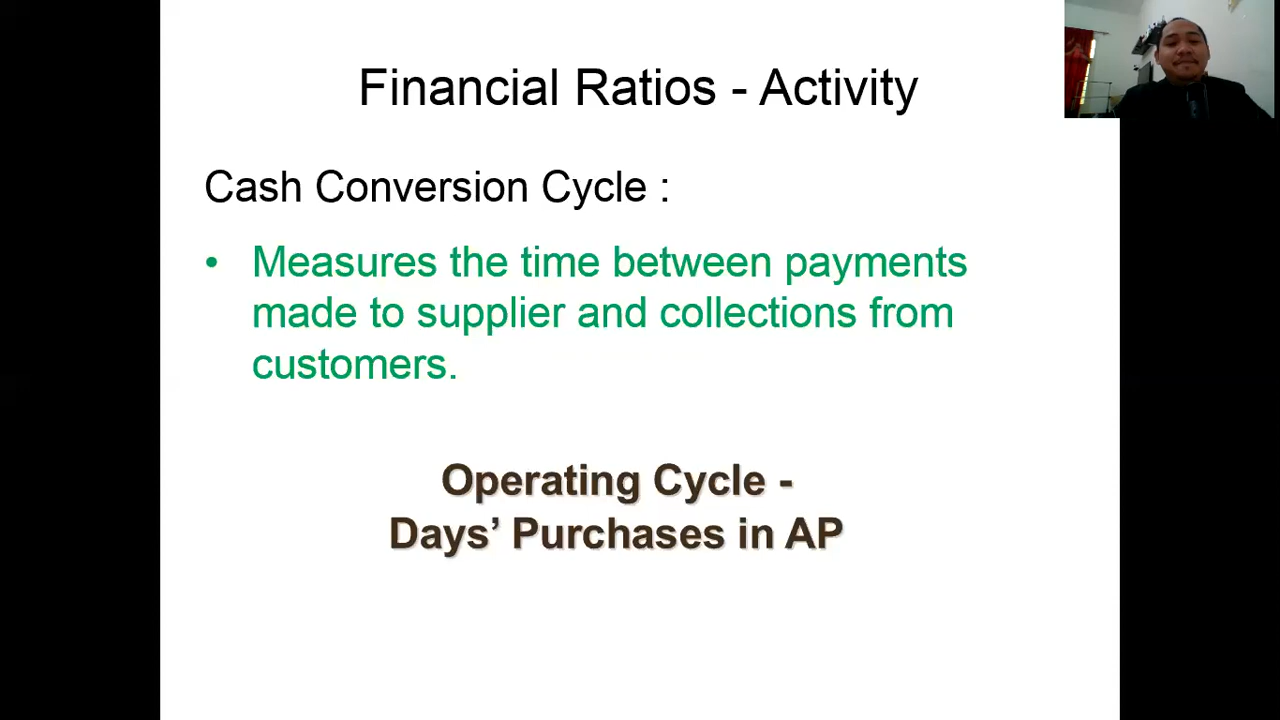 Financial Ratios - Activity
Cash Conversion Cycle :
• Measures the time between payments
made to supplier and collections from
customers.
Operating Cycle -
Days’ Purchases in AP